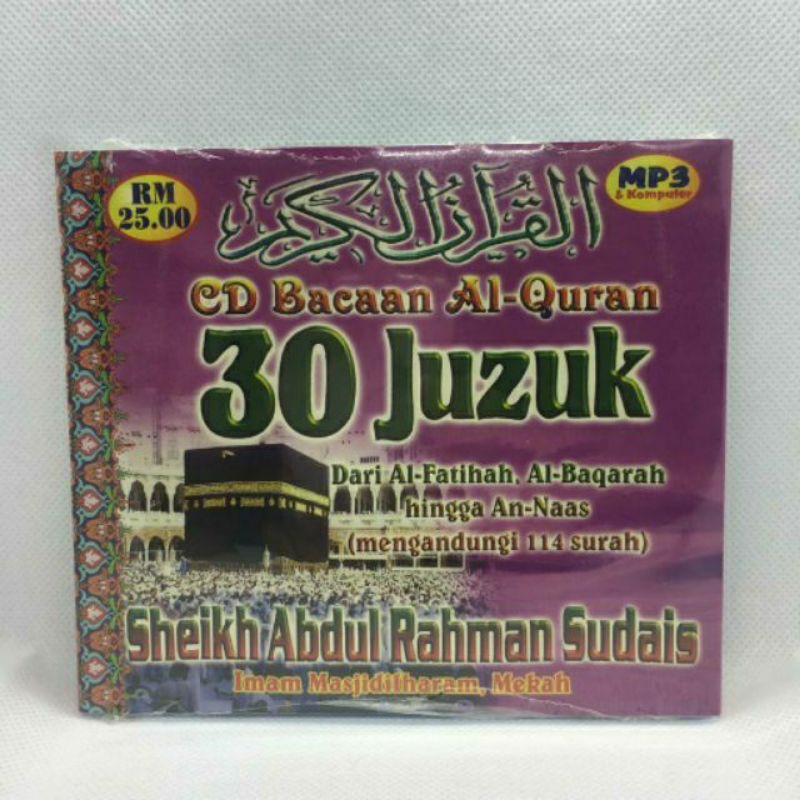 RM
25.00
القرآن الكريم
MP3
& Komputer
CD Bacaan Al-Quran
30 Juzuk
Dari Al-Fatihah, Al-Baqarah
hingga An-Naas
(mengandungi 114 surah)
Sheikh Abdul Rahman Sudais
Imam Masjidilharam, Mekah